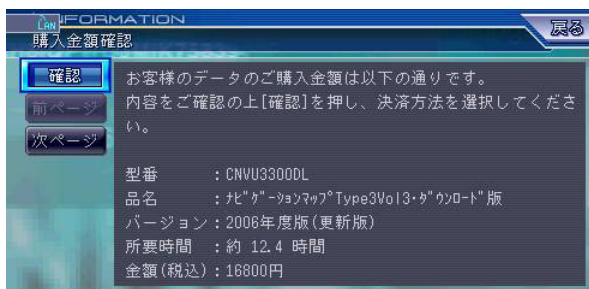 LAN INFORMATION
購入金額確認
戻る
確認
前ページ
次ページ
お客様のデータのご購入金額は以下の通りです。
内容をご確認の上[確認]を押し、決済方法を選択してくださ
い。
型番　　：CNVU3300DL
品名　　：ﾅﾋﾞｹﾞｰｼｮﾝﾏｯﾌﾟType3Vol3･ﾀﾞｳﾝﾛｰﾄﾞ版
バージョン：2006年度版(更新版)
所要時間　：約 12.4 時間
金額(税込)：16800円